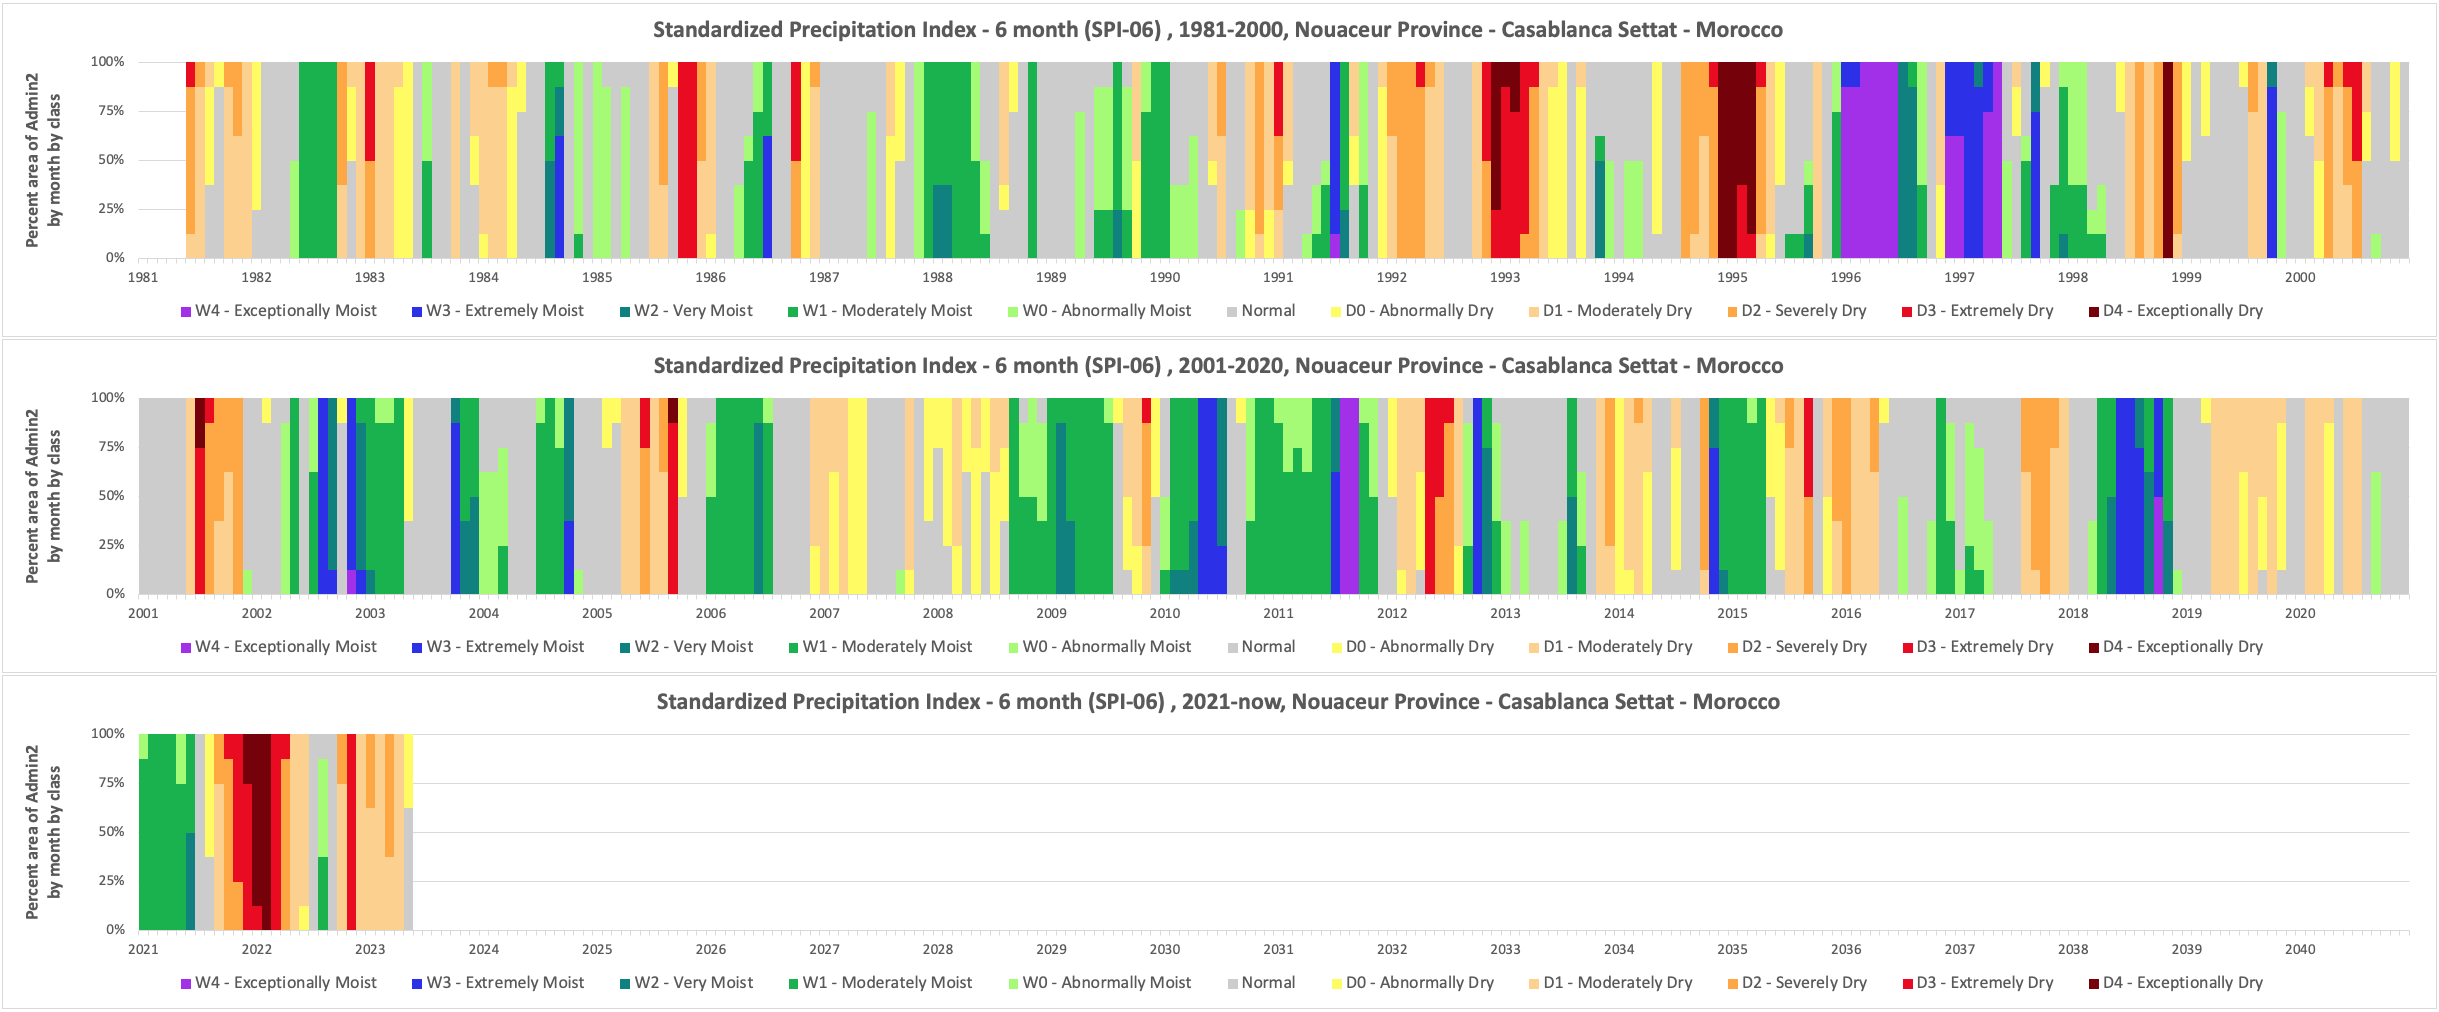 Standardized Precipitation Index - 6 month (SPI-06) , 1981-2000, Nouaceur Province - Casablanca Settat - Morocco
Percent area of Admin2
by month by class
100%
75%
50%
25%
0%
1981 1982 1983 1984 1985 1986 1987 1988 1989 1990 1991 1992 1993 1994 1995 1996 1997 1998 1999 2000
W4 - Exceptionally Moist W3 - Extremely Moist W2 - Very Moist W1 - Moderately Moist W0 - Abnormally Moist Normal D0 - Abnormally Dry D1 - Moderately Dry D2 - Severely Dry D3 - Extremely Dry D4 - Exceptionally Dry
Standardized Precipitation Index - 6 month (SPI-06) , 2001-2020, Nouaceur Province - Casablanca Settat - Morocco
Percent area of Admin2
by month by class
100%
75%
50%
25%
0%
2001 2002 2003 2004 2005 2006 2007 2008 2009 2010 2011 2012 2013 2014 2015 2016 2017 2018 2019 2020
W4 - Exceptionally Moist W3 - Extremely Moist W2 - Very Moist W1 - Moderately Moist W0 - Abnormally Moist Normal D0 - Abnormally Dry D1 - Moderately Dry D2 - Severely Dry D3 - Extremely Dry D4 - Exceptionally Dry
Standardized Precipitation Index - 6 month (SPI-06) , 2021-now, Nouaceur Province - Casablanca Settat - Morocco
Percent area of Admin2
by month by class
100%
75%
50%
25%
0%
2021 2022 2023 2024 2025 2026 2027 2028 2029 2030 2031 2032 2033 2034 2035 2036 2037 2038 2039 2040
W4 - Exceptionally Moist W3 - Extremely Moist W2 - Very Moist W1 - Moderately Moist W0 - Abnormally Moist Normal D0 - Abnormally Dry D1 - Moderately Dry D2 - Severely Dry D3 - Extremely Dry D4 - Exceptionally Dry